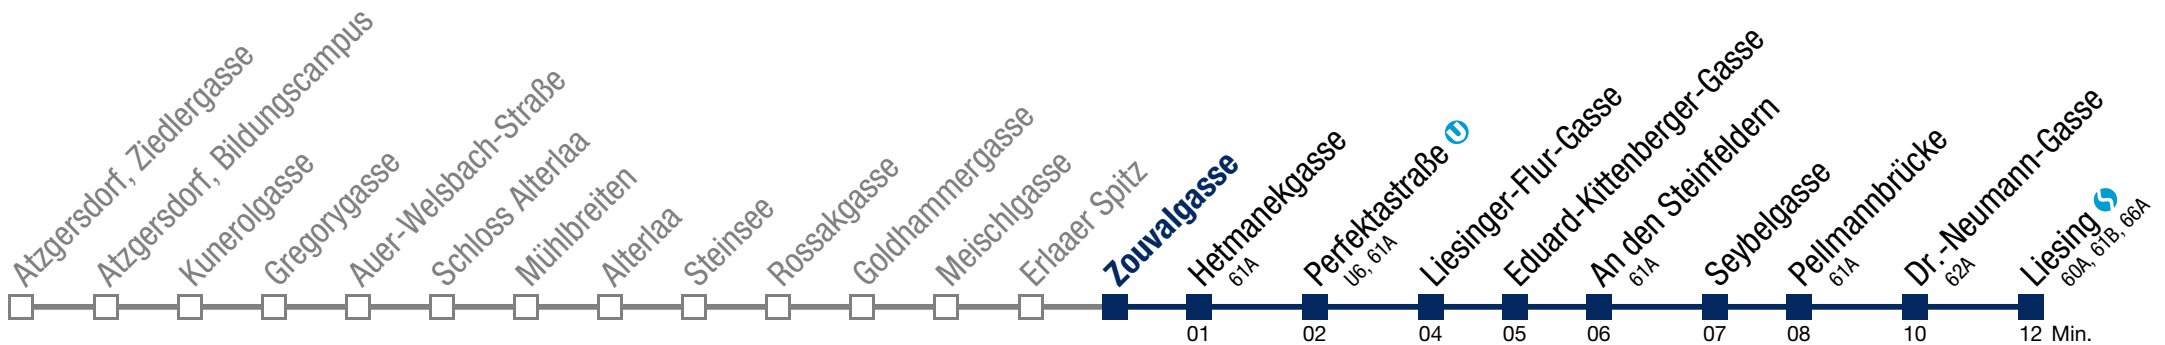 Atzgersdorf, Ziedlergasse
Atzgersdorf, Bildungscampus
Kunerolgasse
Gregorygasse
Auer-Welsbach-Straße
Schloss Alterlaa
Mühlbreiten
Alterlaa
Steinsee
Rossakgasse
Goldhammergasse
Meischlgasse
Erlaaer Spitz
Zouvalgasse
Hetmanekgasse
61A
Perfektastraße U
U6, 61A
Liesinger-Flur-Gasse
Eduard-Kittenberger-Gasse
An den Steinfeldern
61A
Seybelgasse
Pellmannbrücke
61A
Dr.-Neumann-Gasse
62A
Liesing
60A, 61B, 66A
01 02 04 05 06 07 08 10 12 Min.